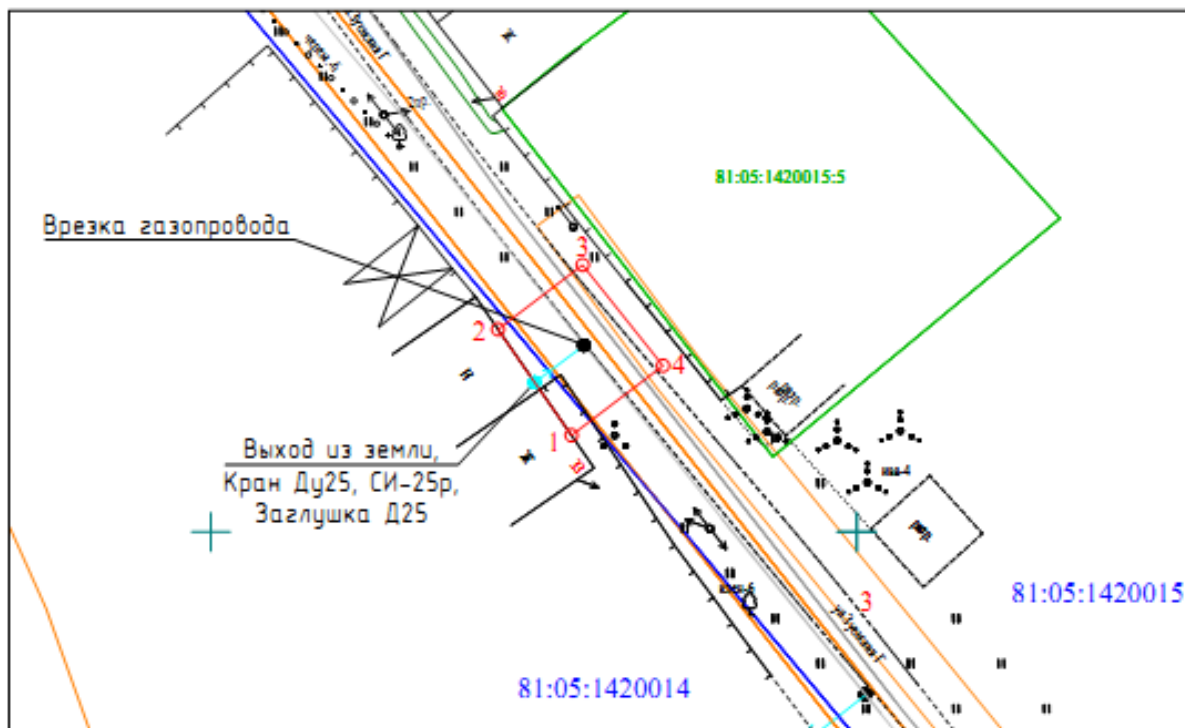 81:05:1420015:5
Врезка газопровода
3
2
4
1
Выход из земли,
Кран Ду25, СИ-25р,
Заглушка Д25
3
81:05:1420015
81:05:1420014